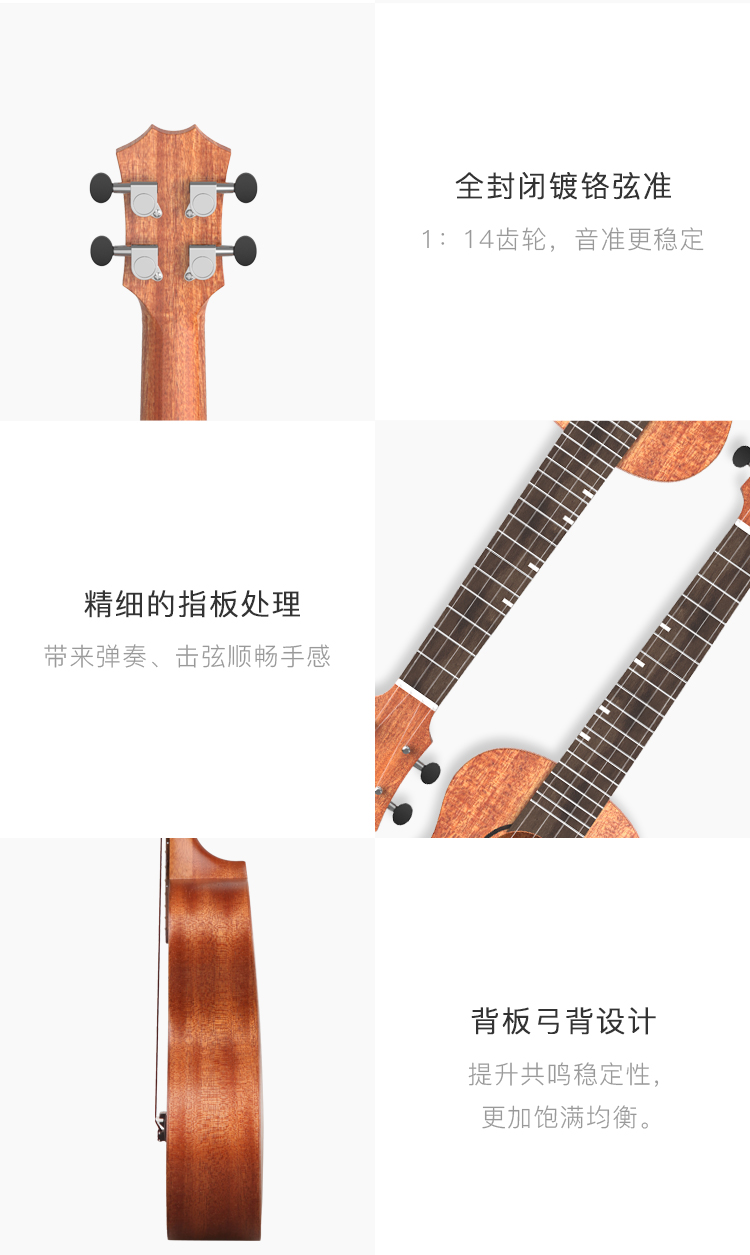 全封闭镀铬弦准
1：14齿轮，音准更稳定
精细的指板处理
带来弹奏、击弦顺畅手感
背板弓背设计
提升共鸣稳定性，
更加饱满均衡。